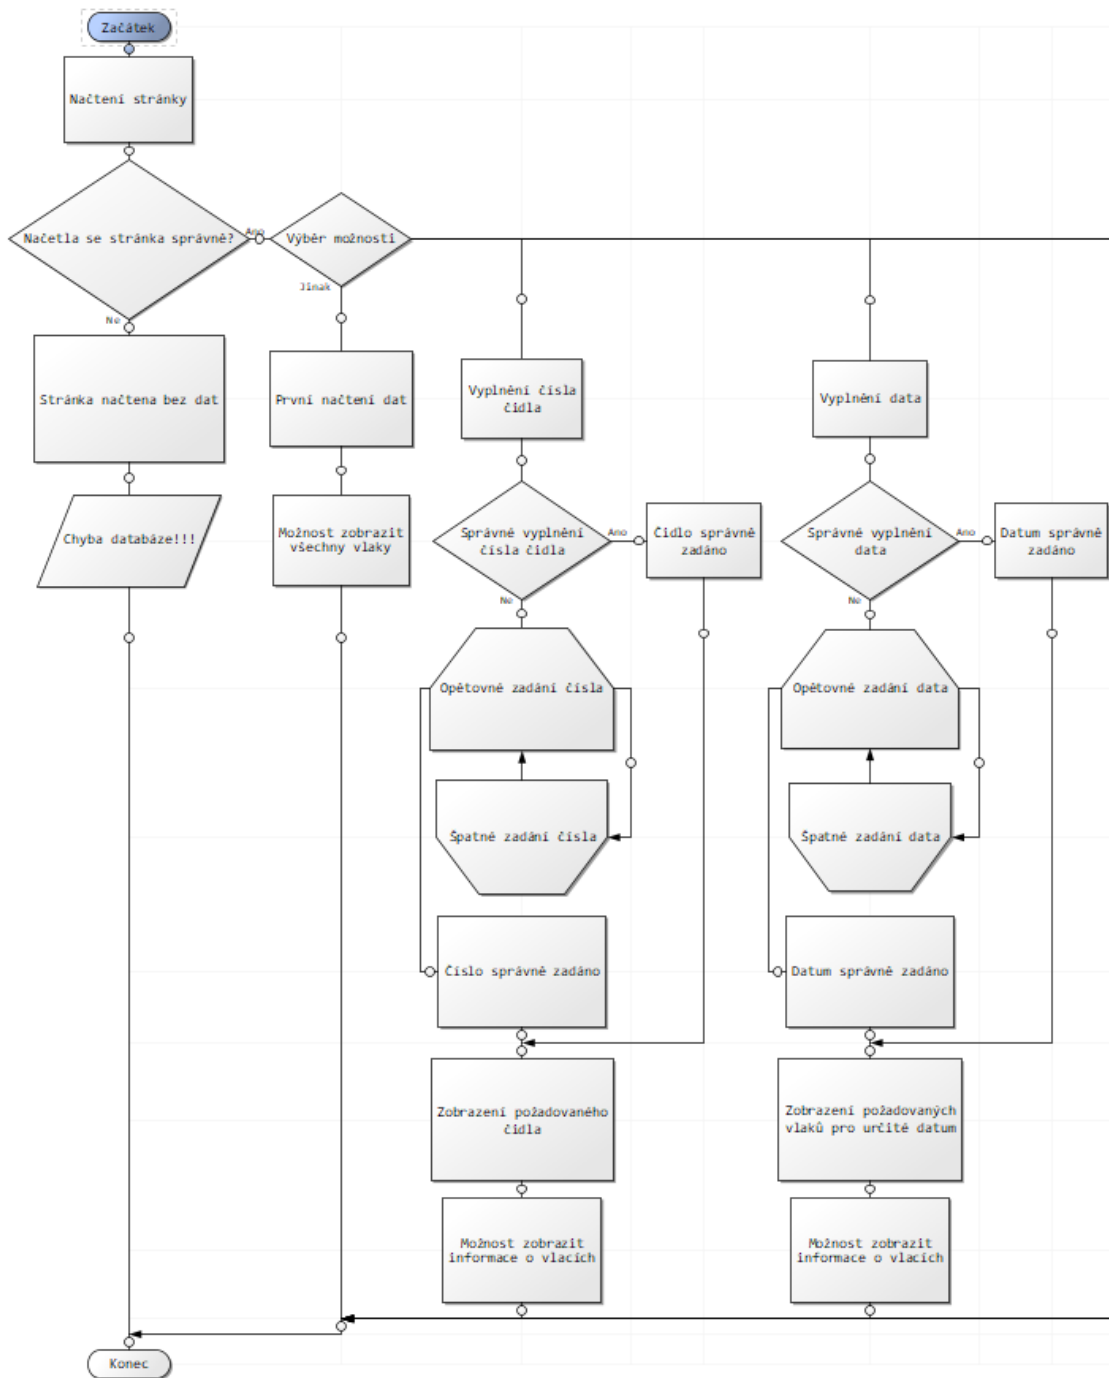 Začátek
Načtení stránky
Načetla se stránka správně?
Ano
Výběr možnosti
Jinak
Ne
Stránka načtena bez dat
Chyba databáze!!!
První načtení dat
Možnost zobrazit
všechny vlaky
Vyplnění čísla
čidla
Správné vyplnění
čísla čidla
Ano
Čidlo správně
zadáno
Ne
Opětovné zadání čísla
Špatné zadání čísla
Číslo správně zadáno
Zobrazení požadovaného
čidla
Možnost zobrazit
informace o vlacích
Vyplnění data
Správné vyplnění
data
Ano
Datum správně
zadáno
Ne
Opětovné zadání data
Špatné zadání data
Datum správně zadáno
Zobrazení požadovaných
vlaků pro určité datum
Možnost zobrazit
informace o vlacích
Konec